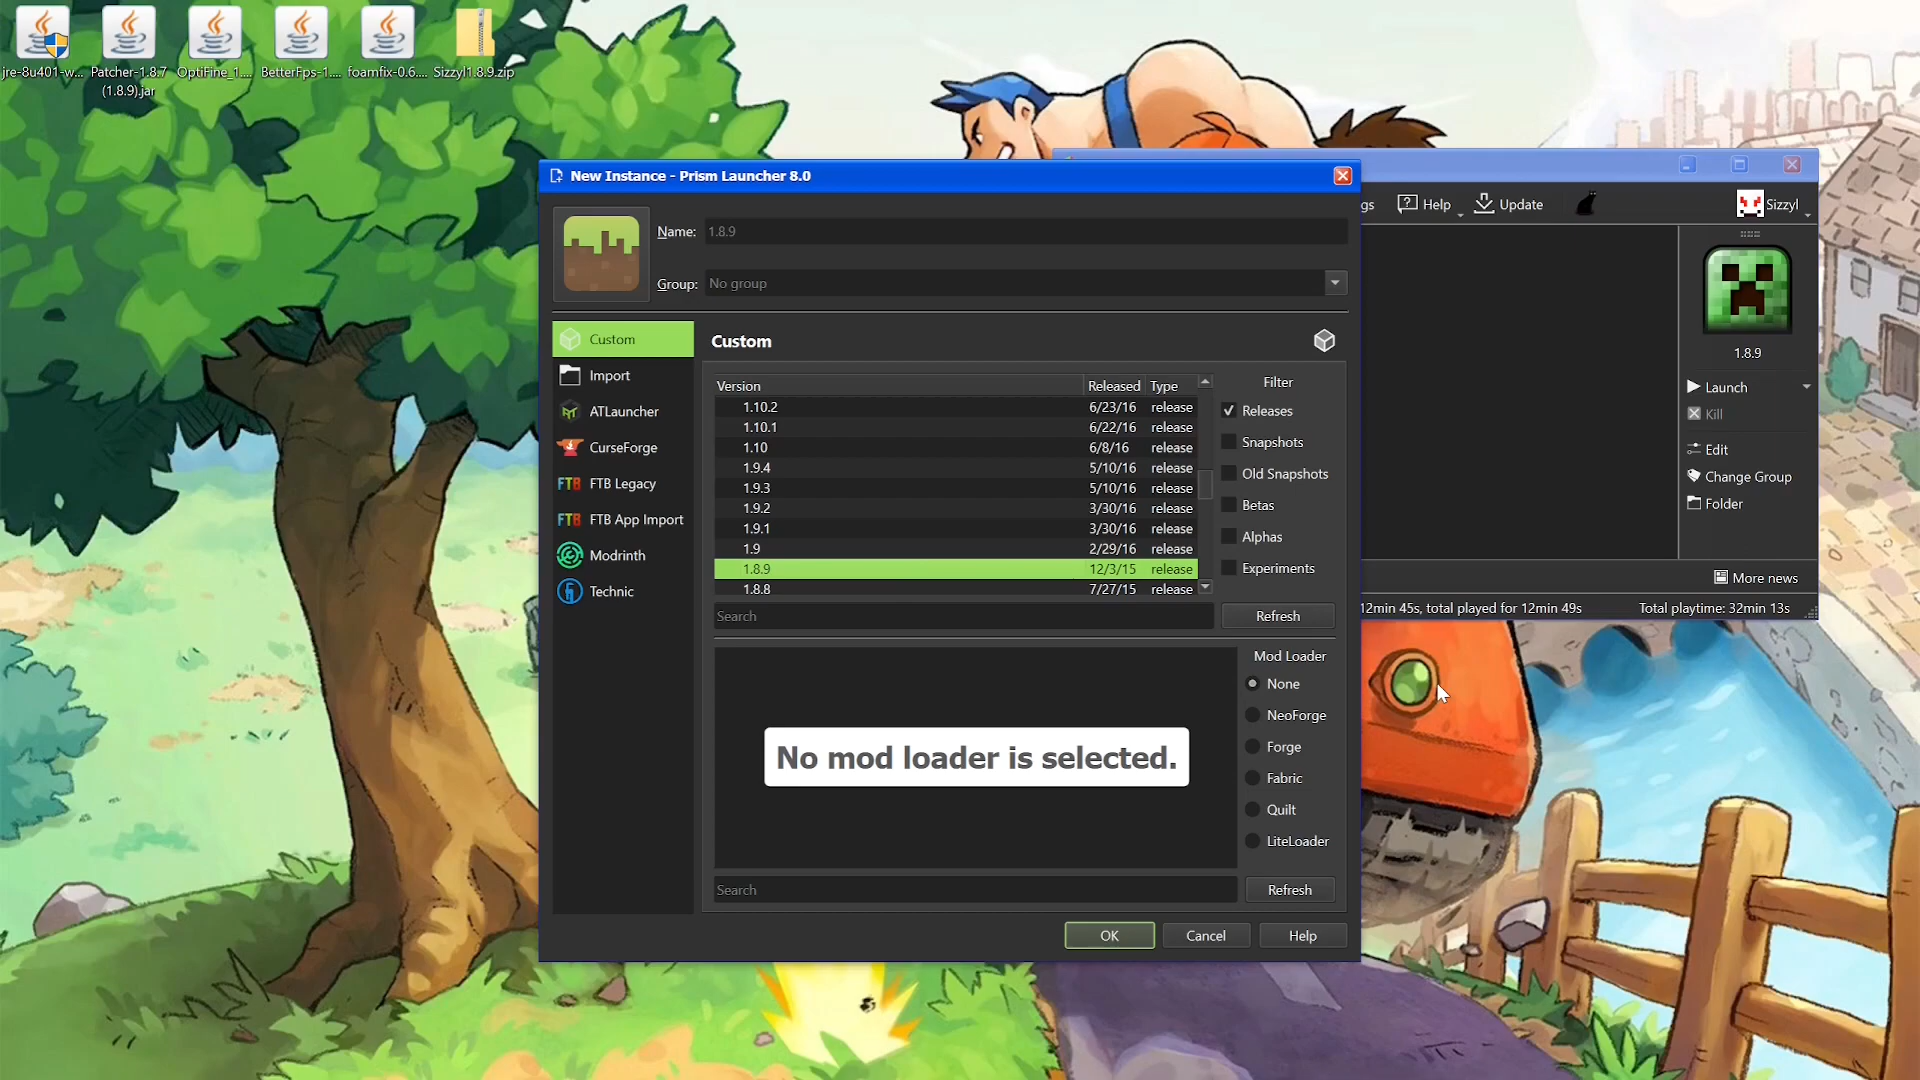 jre-8u401-w...
Patcher-1.8.7
(1.8.9).jar
OptiFine_1....
BetterFps-1....
foamfix-0.6....
Sizzyl1.8.9.zip
New Instance - Prism Launcher 8.0
gs
Help
Update
Sizzyl
Name:
1.8.9
Group:
No group
1.8.9
Launch
Kill
Edit
Change Group
Folder
More news
12min 45s, total played for 12min 49s
Total playtime: 32min 13s
Custom
Import
ATLauncher
CurseForge
FTB FTB Legacy
FTB FTB App Import
Modrinth
Technic
Custom
Version Released Type
1.10.2 6/23/16 release
1.10.1 6/22/16 release
1.10 6/8/16 release
1.9.4 5/10/16 release
1.9.3 5/10/16 release
1.9.2 3/30/16 release
1.9.1 3/30/16 release
1.9 2/29/16 release
1.8.9 12/3/15 release
1.8.8 7/27/15 release
Filter
Releases
Snapshots
Old Snapshots
Betas
Alphas
Experiments
Search
Refresh
No mod loader is selected.
Mod Loader
None
NeoForge
Forge
Fabric
Quilt
LiteLoader
Search
Refresh
OK
Cancel
Help